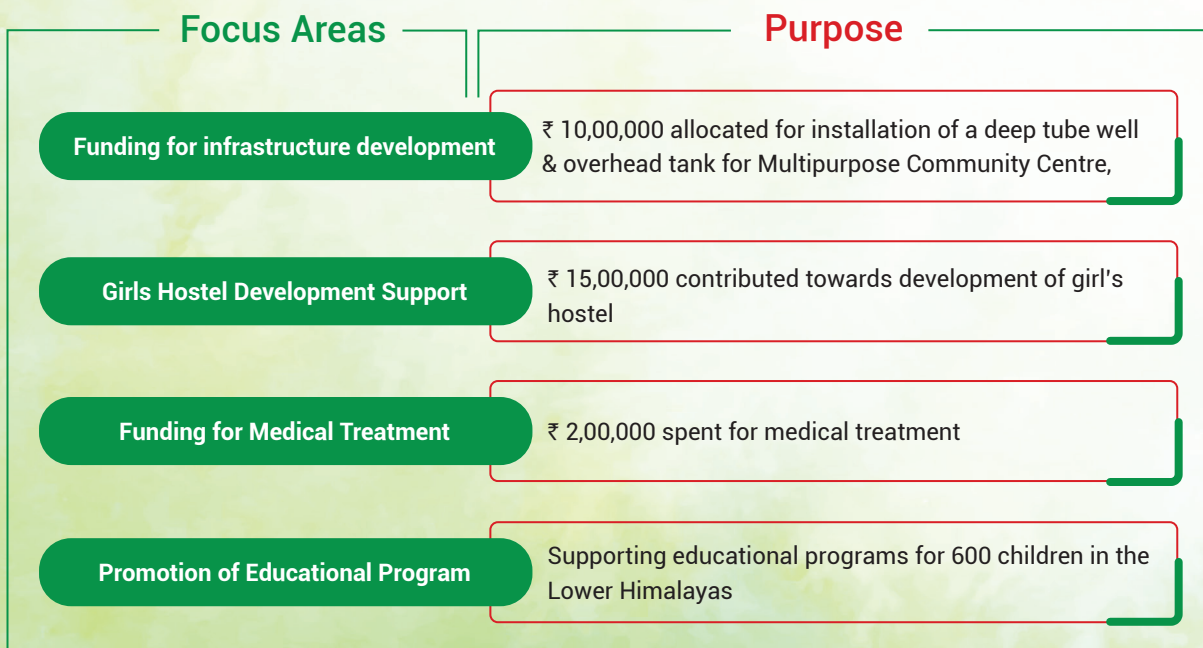 Focus Areas
Purpose
Funding for infrastructure development
₹ 10,00,000 allocated for installation of a deep tube well
& overhead tank for Multipurpose Community Centre,
Girls Hostel Development Support
₹ 15,00,000 contributed towards development of girl's
hostel
Funding for Medical Treatment
₹ 2,00,000 spent for medical treatment
Promotion of Educational Program
Supporting educational programs for 600 children in the
Lower Himalayas